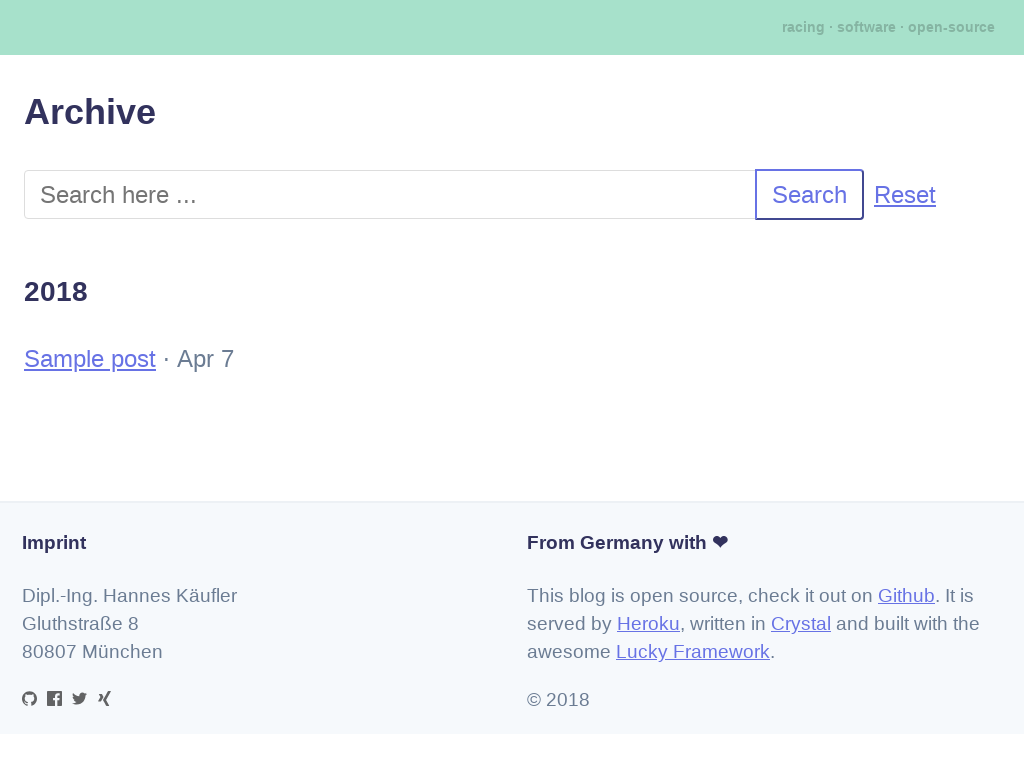 racing · software · open-source
Archive
Search here ...
Search
Reset
2018
Sample post · Apr 7
Imprint
Dipl.-Ing. Hannes Käufler
Gluthstraße 8
80807 München
From Germany with ❤
This blog is open source, check it out on Github. It is
served by Heroku, written in Crystal and built with the
awesome Lucky Framework.
© 2018